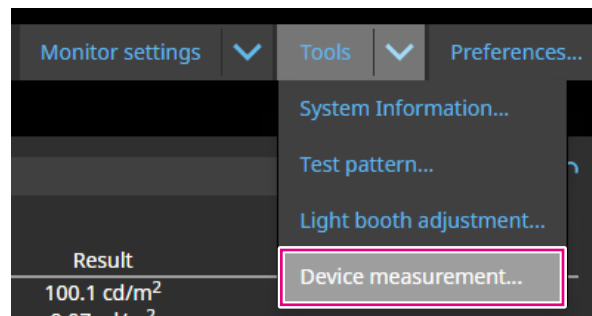 Monitor settings Tools Preferences...
System Information...
Test pattern...
Light booth adjustment...
Result
Device measurement...
100.1 cd/m²